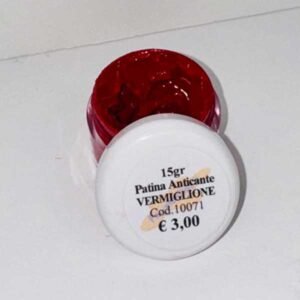 15gr
Patina Anticante
VERMIGLIONE
Cod.10071
€ 3,00